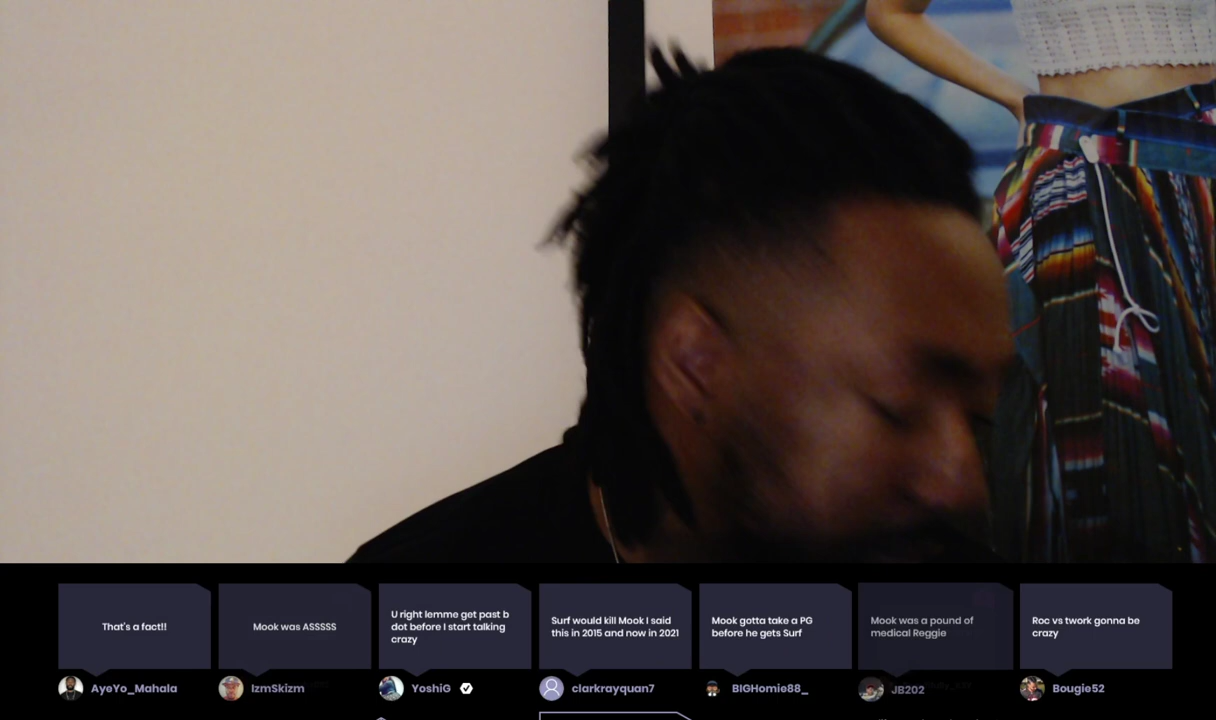 That's a fact!!
Mook was ASSSSS
U right lemme get past b
dot before I start talking
crazy
Surf would kill Mook I said
this in 2015 and now in 2021
Mook gotta take a PG
before he gets Surf
Mook was a pound of
medical Reggie
Roc vs twork gonna be
crazy
AyeYo_Mahala
IzmSkizm
YoshiG
clarkrayquan7
BIGHomie88_
JB202
Bougie52